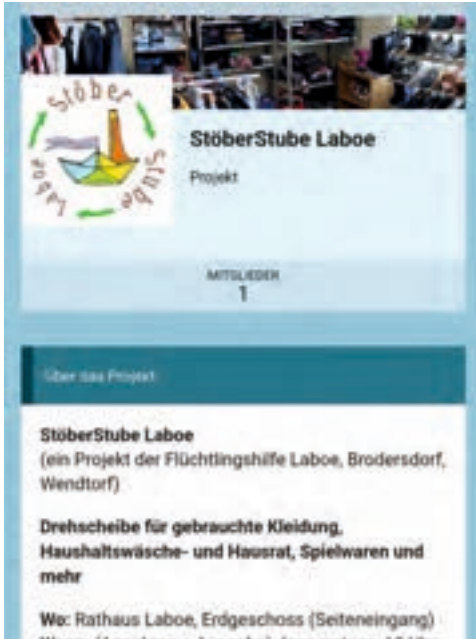 Stöber
Stube
Laboe
StöberStube Laboe
Projekt
MITGLIEDER
1
Über das Projekt
StöberStube Laboe
(ein Projekt der Flüchtlingshilfe Laboe, Brodersdorf,
Wendtorf)
Drehscheibe für gebrauchte Kleidung,
Haushaltswäsche- und Hausrat, Spielwaren und
mehr
Wo: Rathaus Laboe, Erdgeschoss (Seiteneingang)